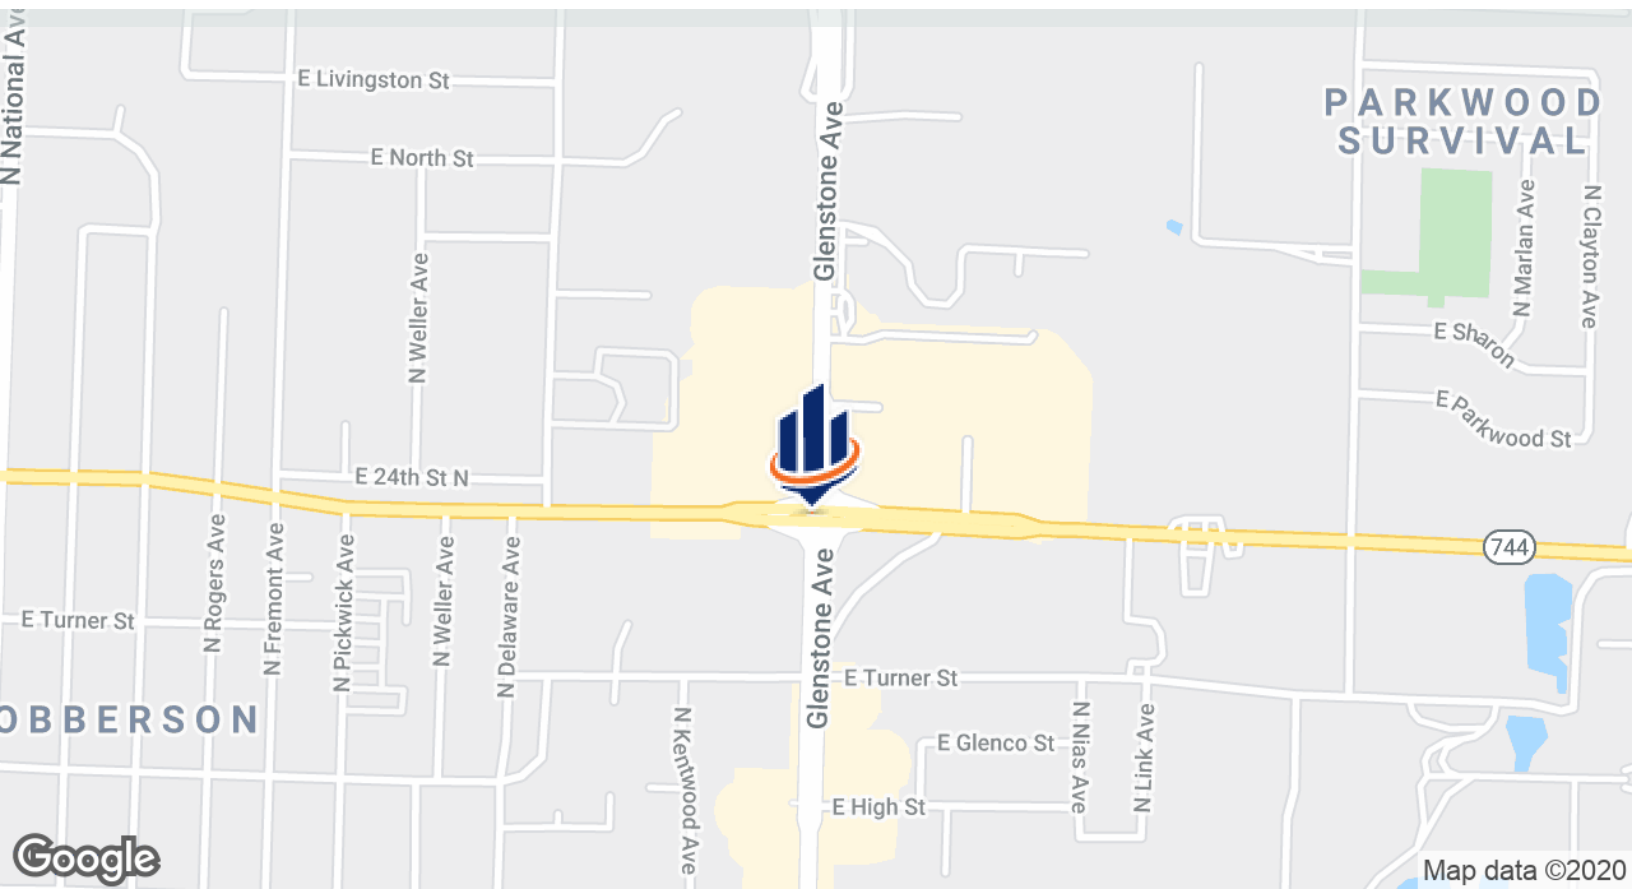 N National Ave
E Livingston St
E North St
Glenstone Ave
PARKWOOD
SURVIVAL
N Weller Ave
N Marlan Ave
N Clayton Ave
E Sharon
E Parkwood St
E 24th St N
744
N Rogers Ave
N Fremont Ave
N Pickwick Ave
N Weller Ave
N Delaware Ave
Glenstone Ave
E Turner St
E Turner St
OBBERSON
N Kentwood Ave
E Glenco St
N Nias Ave
N Link Ave
E High St
Google
Map data ©2020